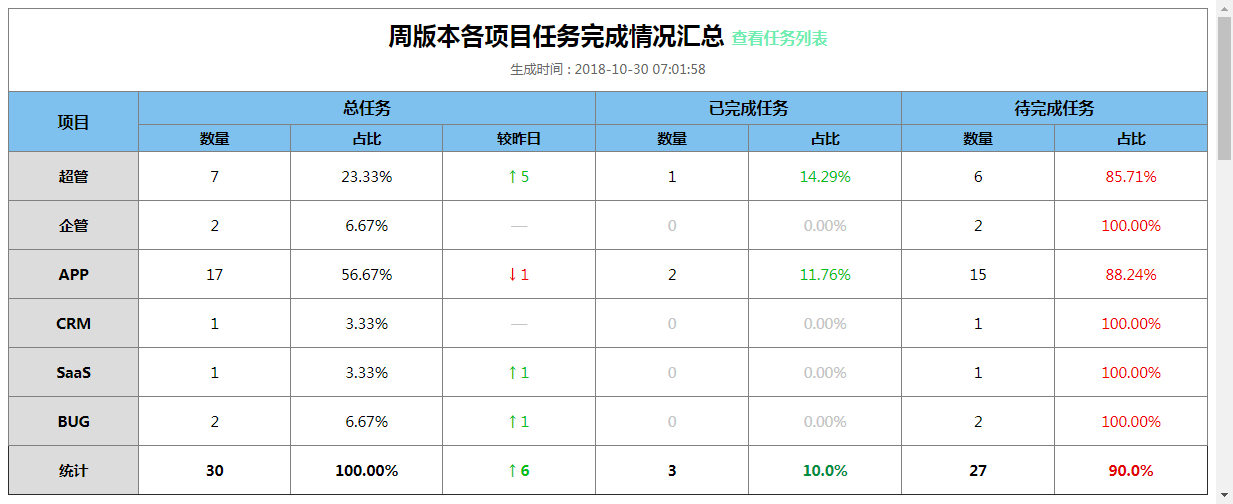 周版本各项目任务完成情况汇总 查看任务列表
生成时间 : 2018-10-30 07:01:58
项目 总任务 已完成任务 待完成任务
数量 占比 较昨日 数量 占比 数量 占比
超管 7 23.33% ↑ 5 1 14.29% 6 85.71%
企管 2 6.67% — 0 0.00% 2 100.00%
APP 17 56.67% ↓ 1 2 11.76% 15 88.24%
CRM 1 3.33% — 0 0.00% 1 100.00%
SaaS 1 3.33% ↑ 1 0 0.00% 1 100.00%
BUG 2 6.67% ↑ 1 0 0.00% 2 100.00%
统计 30 100.00% ↑ 6 3 10.0% 27 90.0%